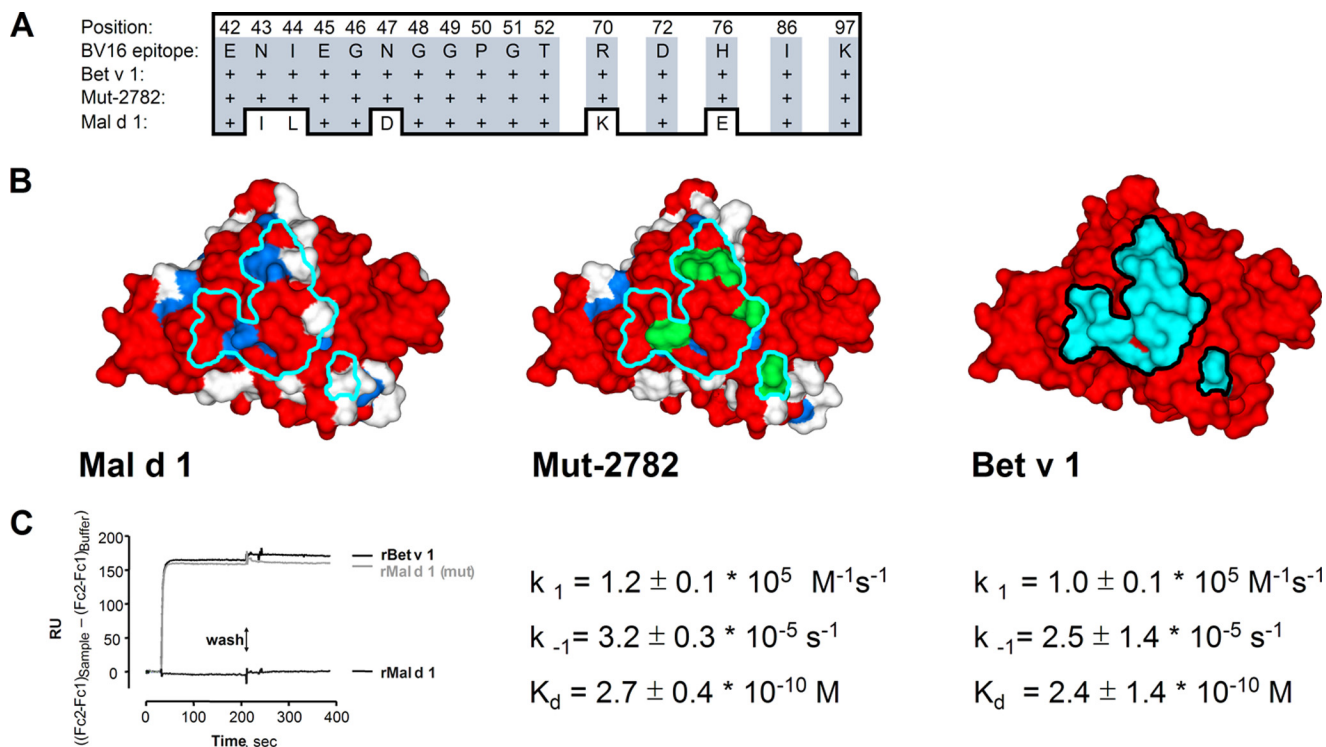 A
Position: 42 43 44 45 46 47 48 49 50 51 52 70 72 76 86 97
BV16 epitope: E N I E G N G G P G T R D H I K
Bet v 1: + + + + + + + + + + + + + + + +
Mut-2782: + + + + + + + + + + + + + + + +
Mal d 1: + I L + + D + + + + + K + E + +
B
Mal d 1
Mut-2782
Bet v 1
C
RU
((Fc2-Fc1)Sample – (Fc2-Fc1)Buffer)
200
150
100
50
0
wash
rBet v 1
rMal d 1 (mut)
rMal d 1
0 100 200 300 400
Time, sec
k 1 = 1.2 ± 0.1 * 10⁵ M⁻¹s⁻¹
k -1 = 3.2 ± 0.3 * 10⁻⁵ s⁻¹
Kd = 2.7 ± 0.4 * 10⁻¹⁰ M
k 1 = 1.0 ± 0.1 * 10⁵ M⁻¹s⁻¹
k -1 = 2.5 ± 1.4 * 10⁻⁵ s⁻¹
Kd = 2.4 ± 1.4 * 10⁻¹⁰ M